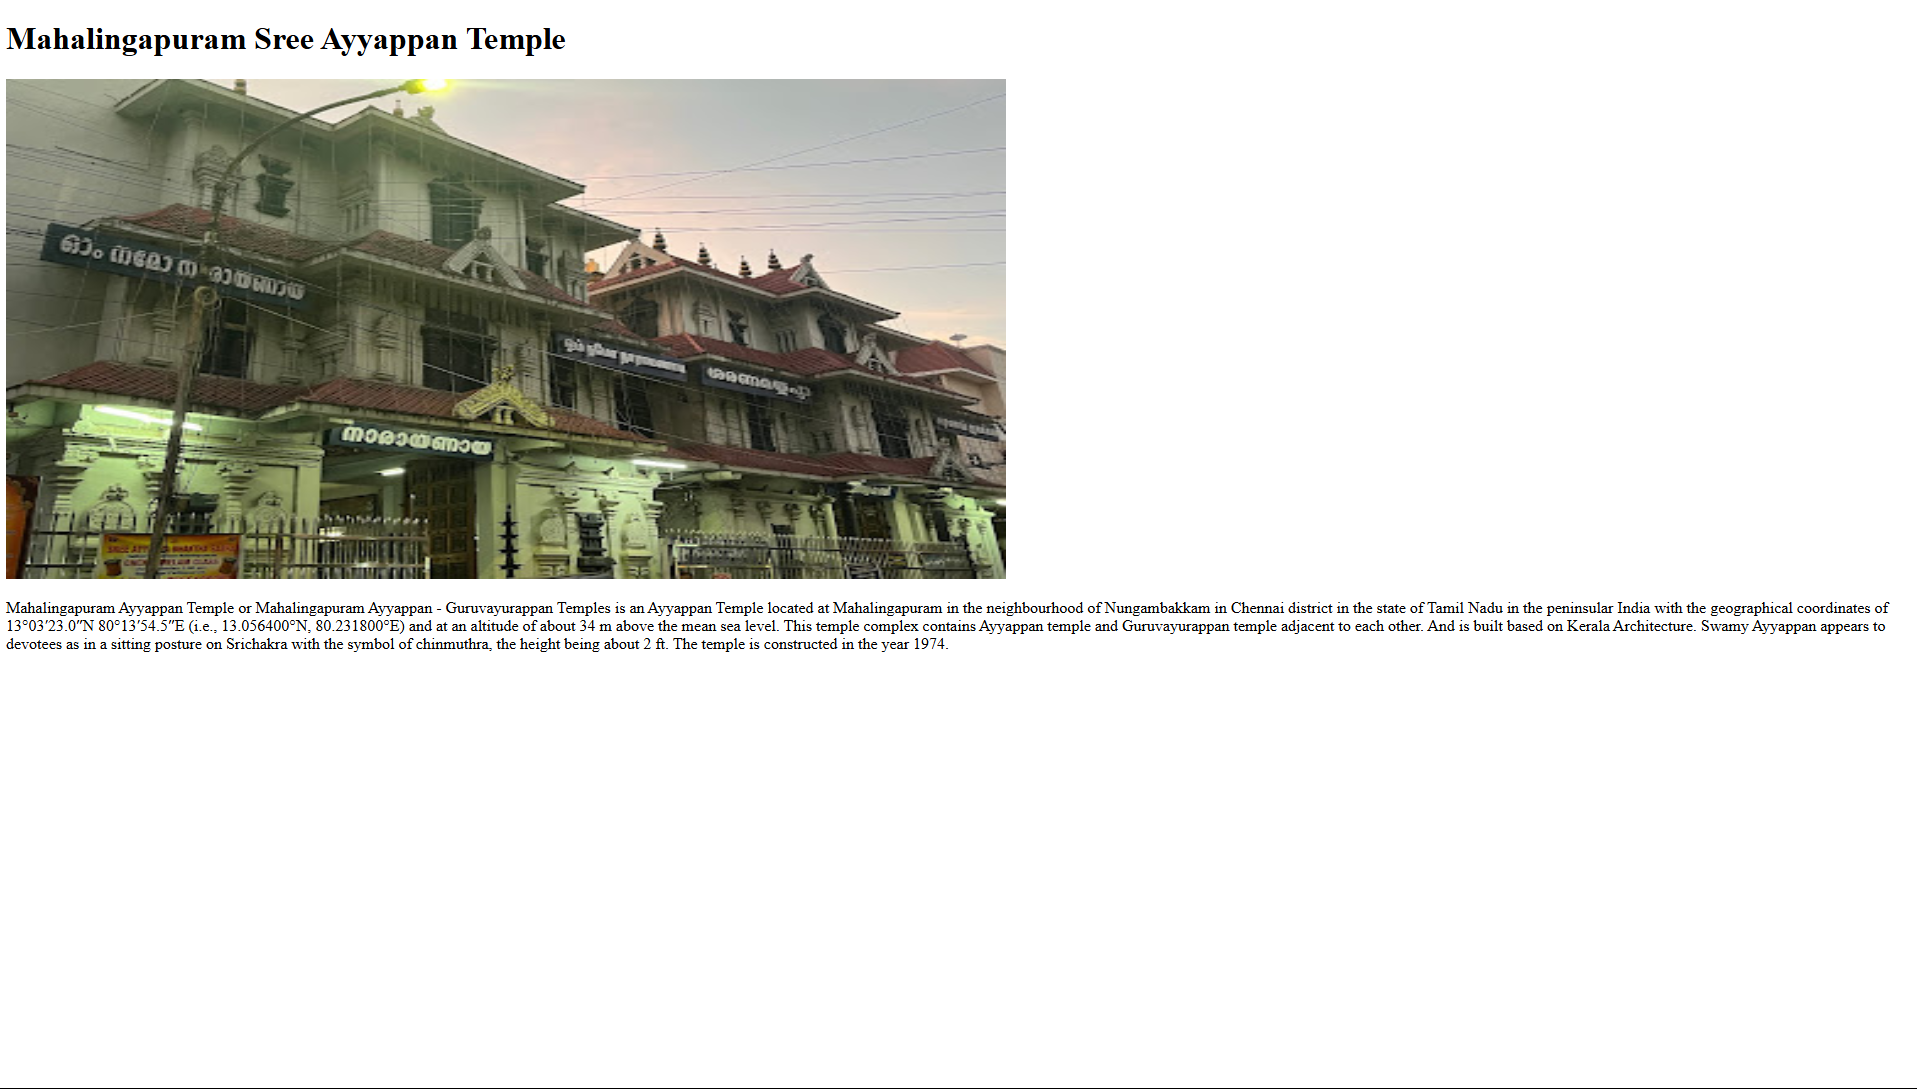 Mahalingapuram Sree Ayyappan Temple
ഓം നമോ ന രായണായ
ശരണമയ്യപ്പാ
നാരായണായ
Mahalingapuram Ayyappan Temple or Mahalingapuram Ayyappan - Guruvayurappan Temples is an Ayyappan Temple located at Mahalingapuram in the neighbourhood of Nungambakkam in Chennai district in the state of Tamil Nadu in the peninsular India with the geographical coordinates of
13°03′23.0″N 80°13′54.5″E (i.e., 13.056400°N, 80.231800°E) and at an altitude of about 34 m above the mean sea level. This temple complex contains Ayyappan temple and Guruvayurappan temple adjacent to each other. And is built based on Kerala Architecture. Swamy Ayyappan appears to
devotees as in a sitting posture on Srichakra with the symbol of chinmuthra, the height being about 2 ft. The temple is constructed in the year 1974.